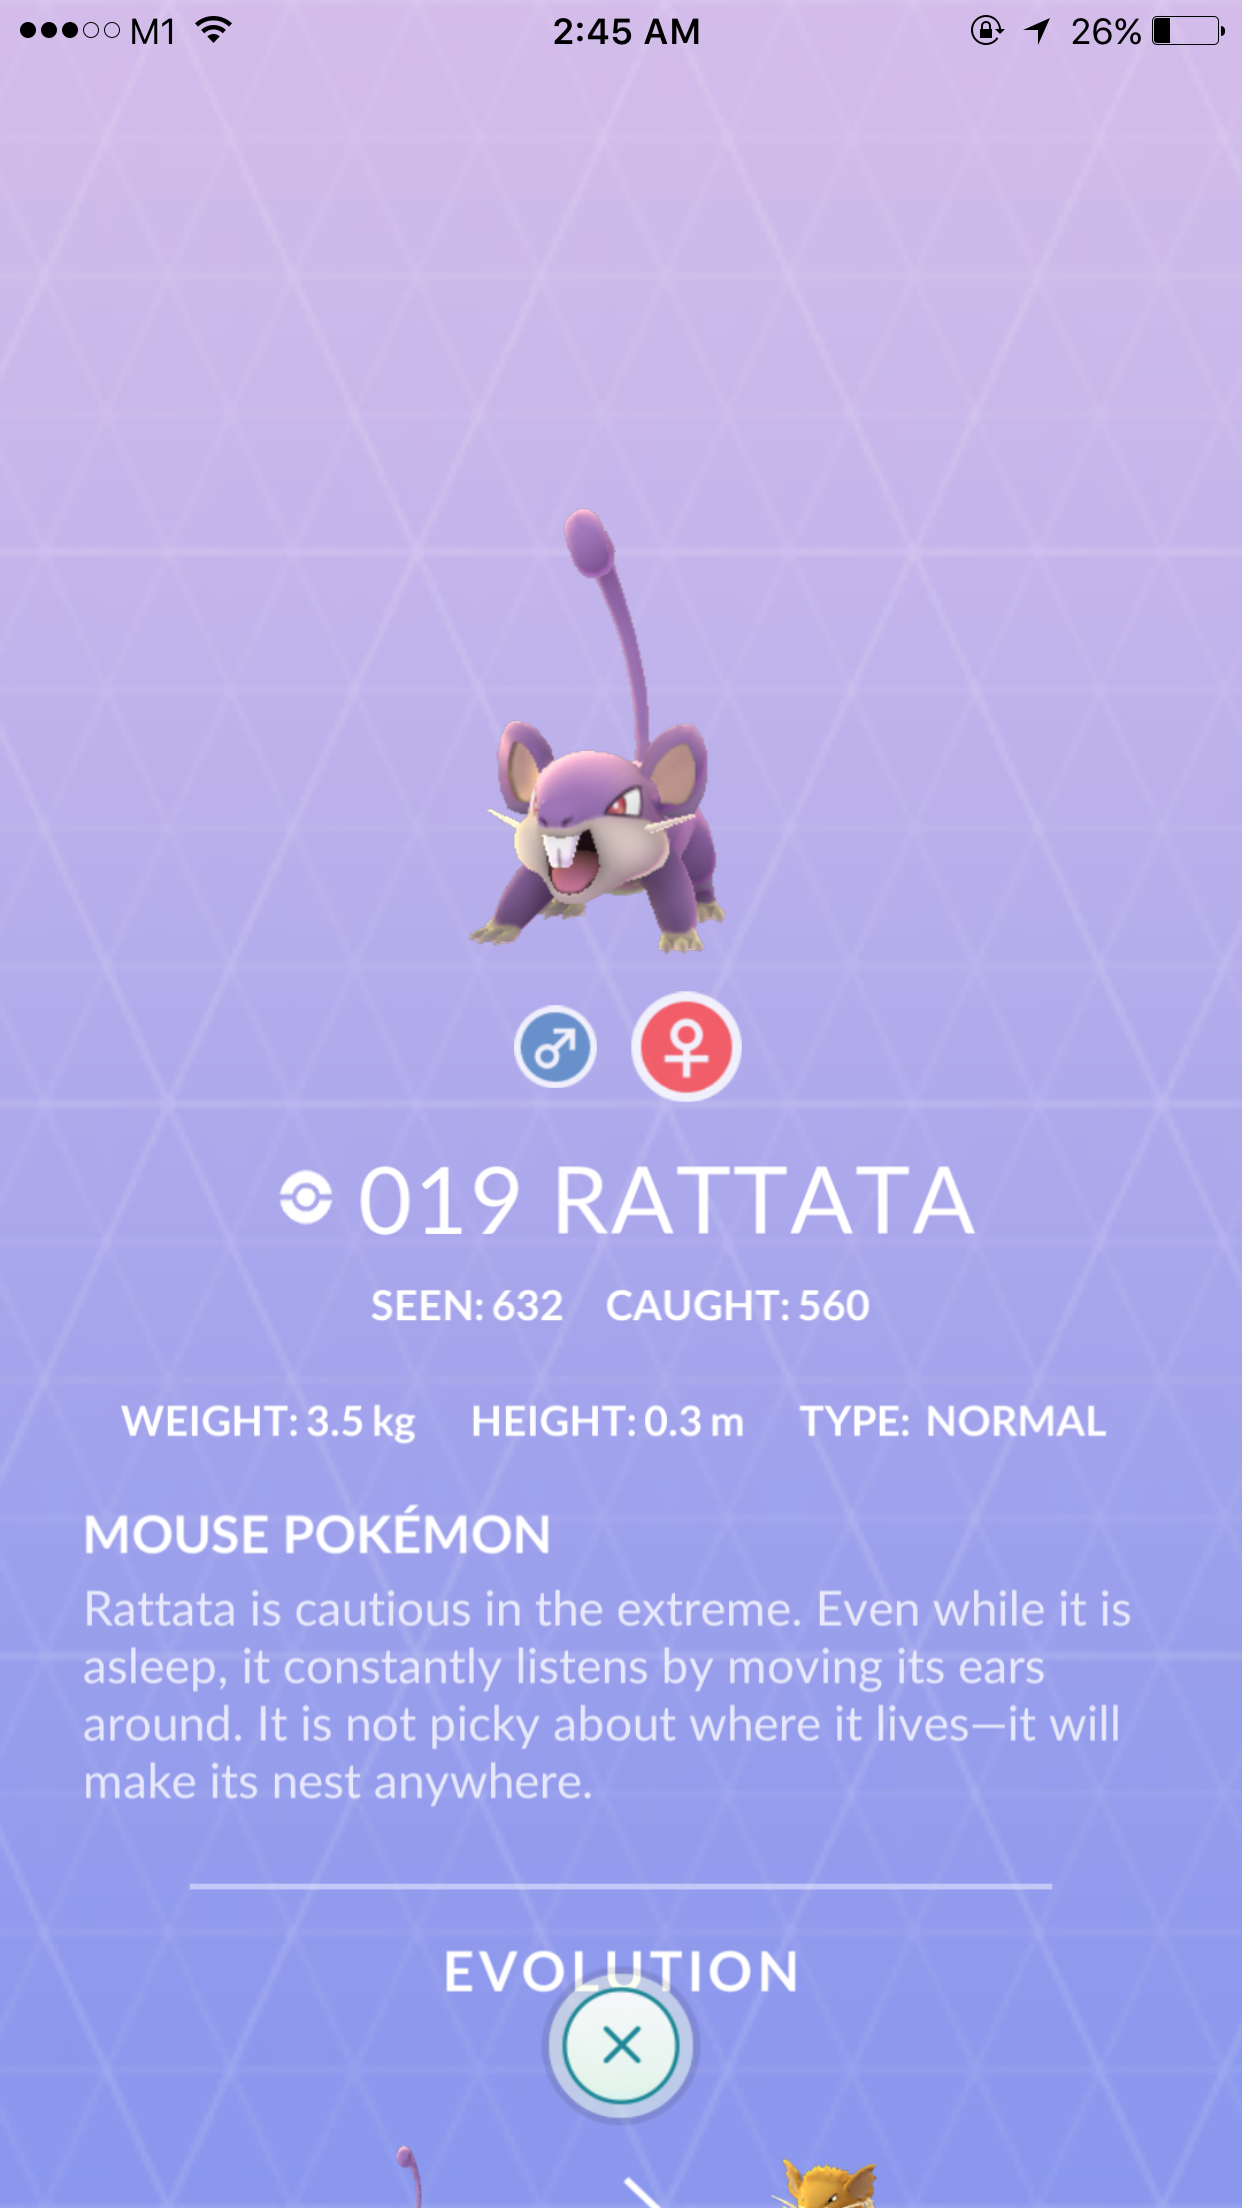 M1 2:45 AM 26%
019 RATTATA
SEEN: 632 CAUGHT: 560
WEIGHT: 3.5 kg HEIGHT: 0.3 m TYPE: NORMAL
MOUSE POKÉMON
Rattata is cautious in the extreme. Even while it is
asleep, it constantly listens by moving its ears
around. It is not picky about where it lives—it will
make its nest anywhere.
EVOLUTION